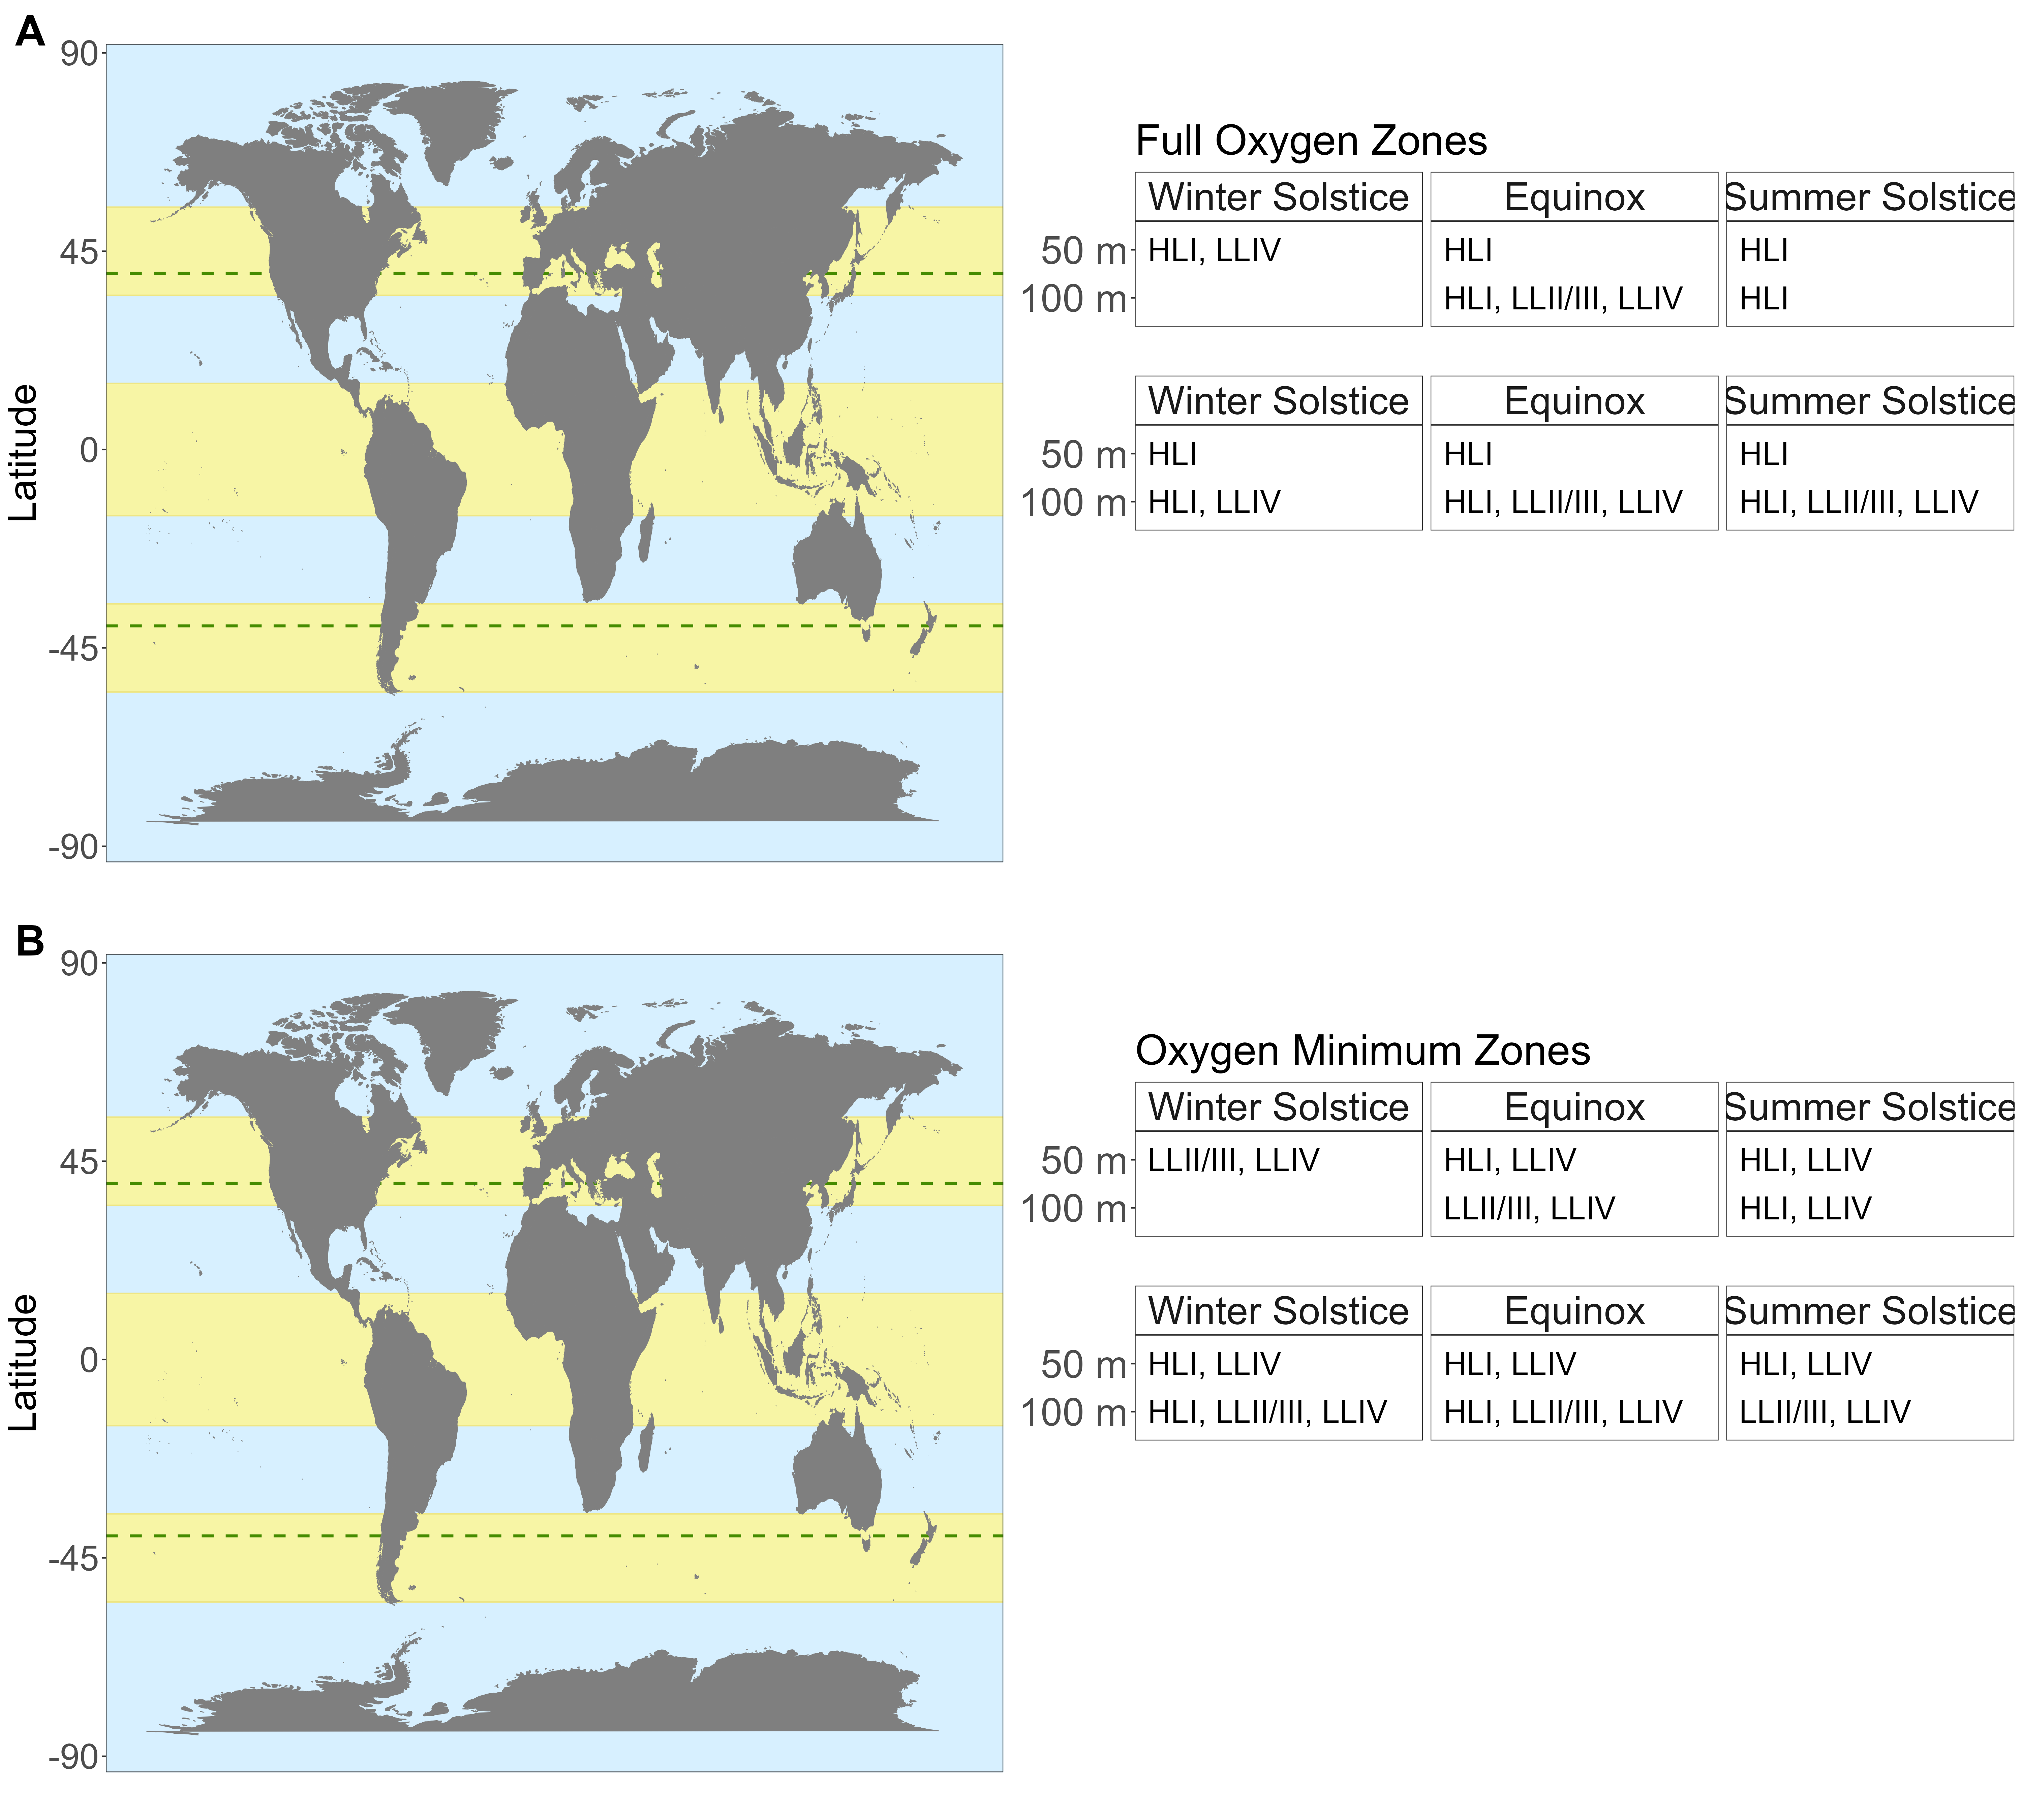 A
90
45
0
-45
-90
Latitude
Full Oxygen Zones
Winter Solstice Equinox Summer Solstice
50 m HLI, LLIV HLI HLI
100 m HLI, LLII/III, LLIV HLI
Winter Solstice Equinox Summer Solstice
50 m HLI HLI HLI
100 m HLI, LLIV HLI, LLII/III, LLIV HLI, LLII/III, LLIV
B
90
45
0
-45
-90
Latitude
Oxygen Minimum Zones
Winter Solstice Equinox Summer Solstice
50 m LLII/III, LLIV HLI, LLIV HLI, LLIV
100 m LLII/III, LLIV HLI, LLIV
Winter Solstice Equinox Summer Solstice
50 m HLI, LLIV HLI, LLIV HLI, LLIV
100 m HLI, LLII/III, LLIV HLI, LLII/III, LLIV LLII/III, LLIV